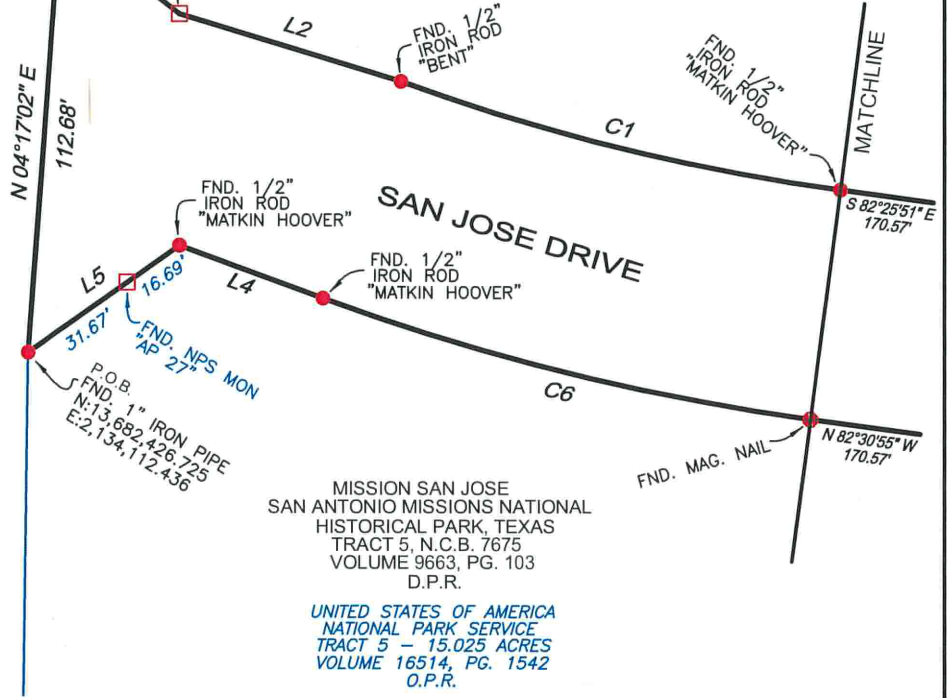 L2
FND. 1/2"
IRON ROD
"BENT"
FND. 1/2"
IRON ROD
"MATKIN HOOVER"
MATCHLINE
C1
N 04°17'02" E
112.68'
S 82°25'51" E
170.57'
SAN JOSE DRIVE
FND. 1/2"
IRON ROD
"MATKIN HOOVER"
FND. 1/2"
IRON ROD
"MATKIN HOOVER"
L5
16.69'
31.67'
L4
FND. NPS MON
"AP 27"
P.O.B.
FND. 1" IRON PIPE
N:13,682,426.725
E:2,134,112.436
C6
N 82°30'55" W
170.57'
FND. MAG. NAIL
MISSION SAN JOSE
SAN ANTONIO MISSIONS NATIONAL
HISTORICAL PARK, TEXAS
TRACT 5, N.C.B. 7675
VOLUME 9663, PG. 103
D.P.R.
UNITED STATES OF AMERICA
NATIONAL PARK SERVICE
TRACT 5 – 15.025 ACRES
VOLUME 16514, PG. 1542
O.P.R.